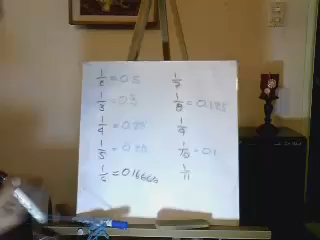 1/2 = 0.5
1/3 = 0.3
1/4 = 0.25
1/5 =
1/6 = 0.16666
1/7
1/8 = 0.125
1/9
1/10 = 0.1
1/11